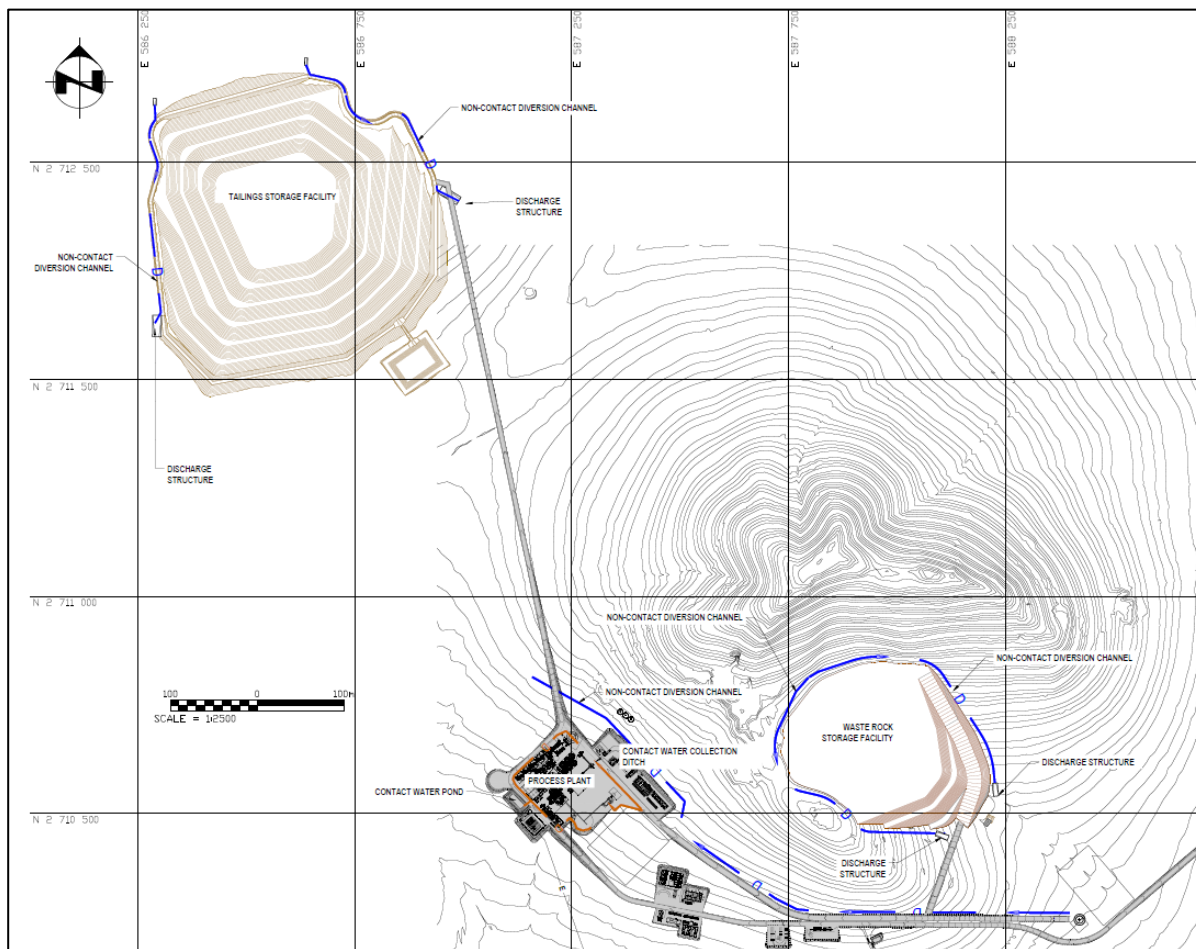 E 586 250
E 586 750
E 587 250
E 587 750
E 588 250
N
NON-CONTACT DIVERSION CHANNEL
N 2 712 500
TAILINGS STORAGE FACILITY
DISCHARGE
STRUCTURE
NON-CONTACT
DIVERSION CHANNEL
N 2 711 500
DISCHARGE
STRUCTURE
N 2 711 000
NON-CONTACT DIVERSION CHANNEL
NON-CONTACT DIVERSION CHANNEL
NON-CONTACT DIVERSION CHANNEL
100 0 100m
SCALE = 1:2500
WASTE ROCK
STORAGE FACILITY
CONTACT WATER COLLECTION
DITCH
DISCHARGE STRUCTURE
PROCESS PLANT
CONTACT WATER POND
N 2 710 500
DISCHARGE
STRUCTURE